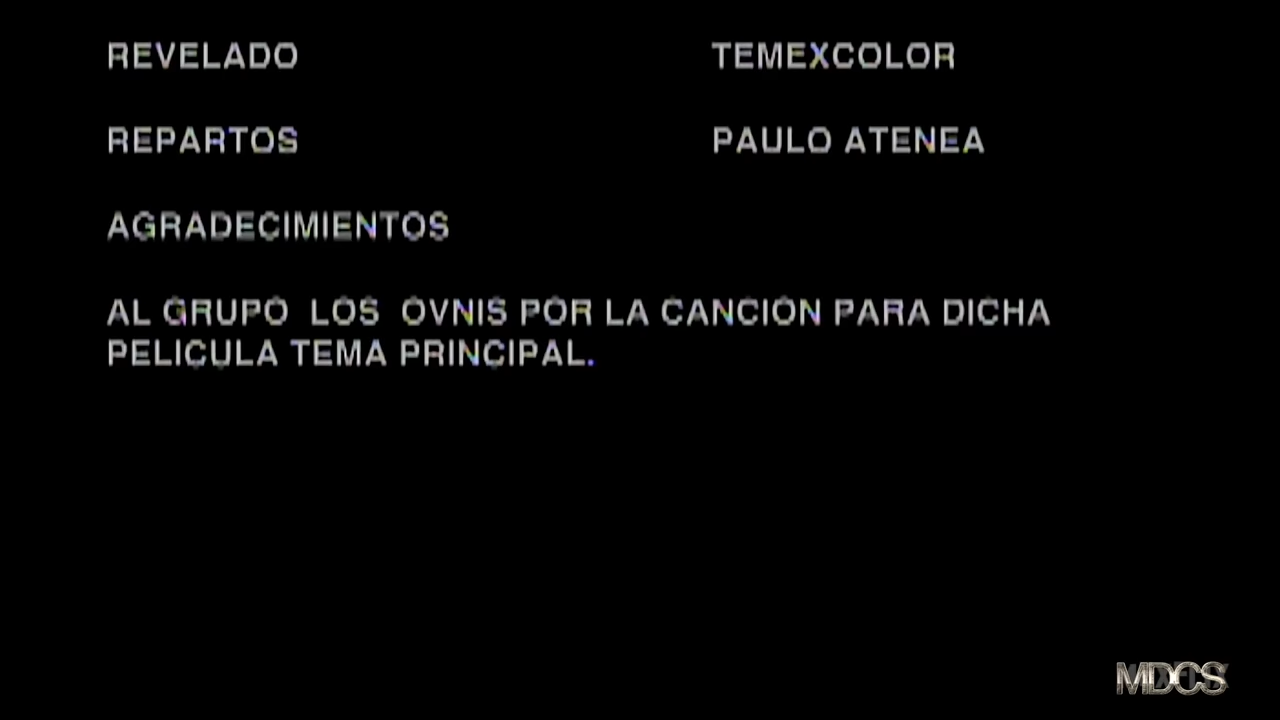 REVELADO TEMEXCOLOR
REPARTOS PAULO ATENEA
AGRADECIMIENTOS
AL GRUPO LOS OVNIS POR LA CANCIÓN PARA DICHA
PELICULA TEMA PRINCIPAL.
MDCS